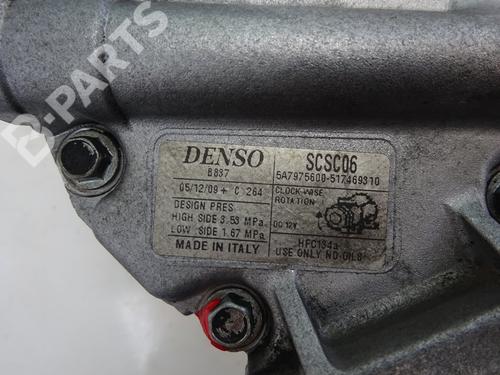 B-PARTS
DENSO
B837
05/12/09 + C 264
DESIGN PRES
HIGH SIDE 3.53 MPa
LOW SIDE 1.67 MPa
MADE IN ITALY
SCSC06
5A7975600-517469310
CLOCK WISE
ROTATION
DC 12V
HFC134a
USE ONLY ND-OIL8